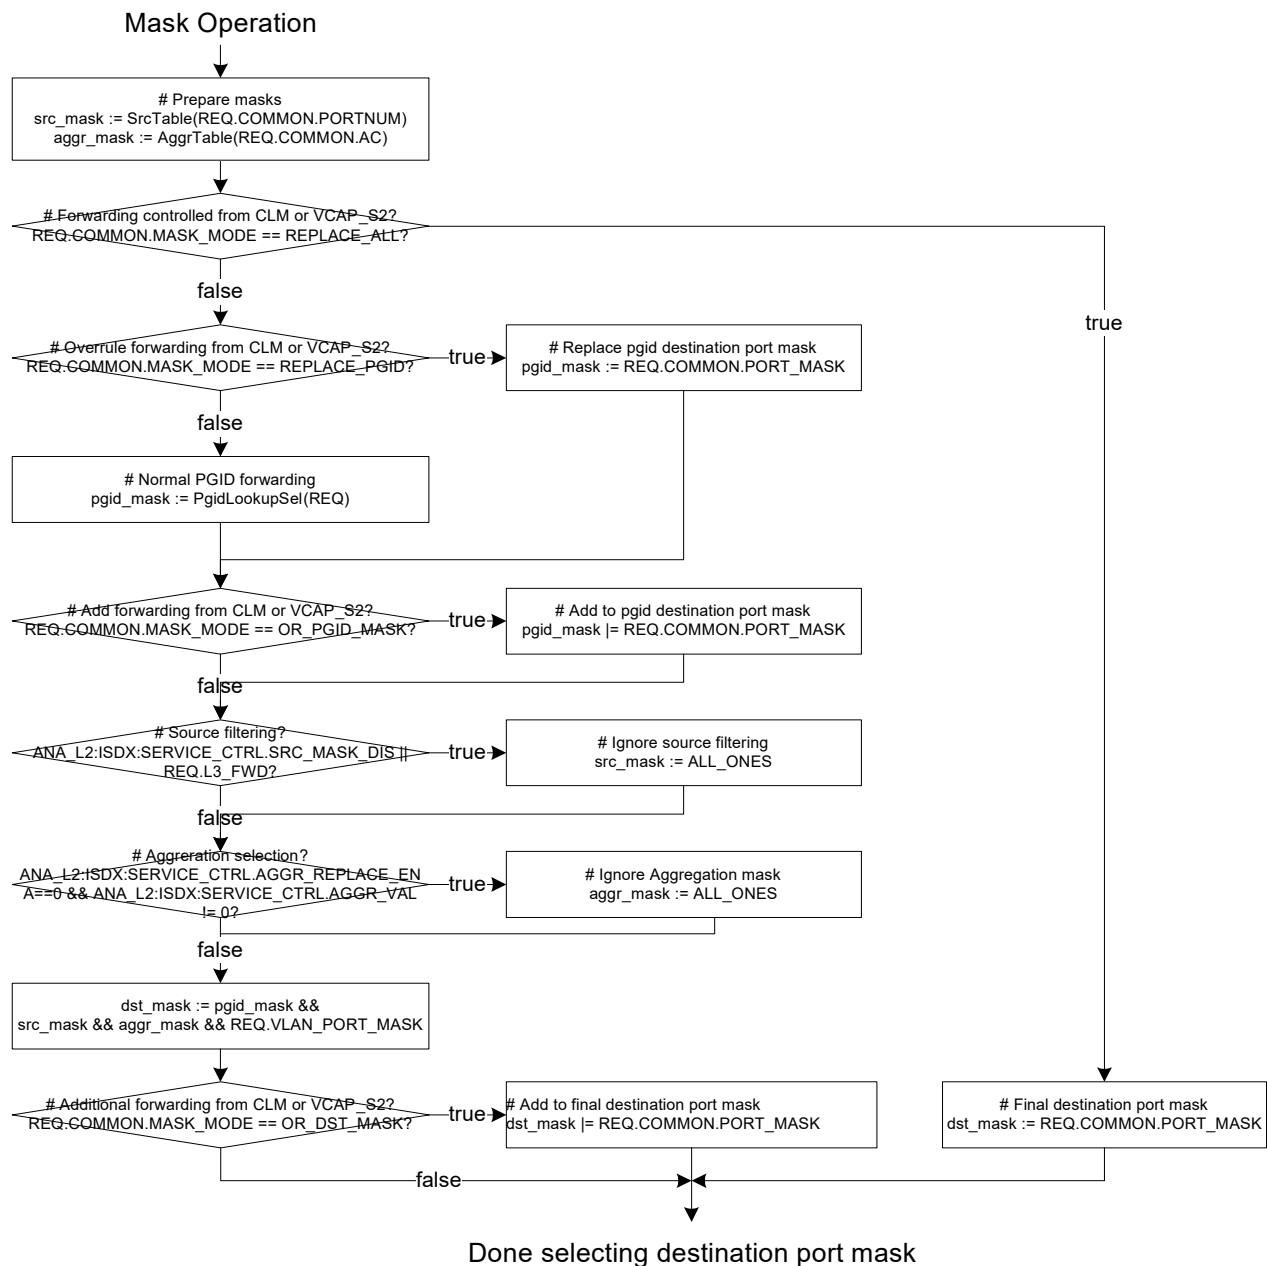 Mask Operation
# Prepare masks
src_mask := SrcTable(REQ.COMMON.PORTNUM)
aggr_mask := AggrTable(REQ.COMMON.AC)
# Forwarding controlled from CLM or VCAP_S2?
REQ.COMMON.MASK_MODE == REPLACE_ALL?
false
true
# Overrule forwarding from CLM or VCAP_S2?
REQ.COMMON.MASK_MODE == REPLACE_PGID?
true
# Replace pgid destination port mask
pgid_mask := REQ.COMMON.PORT_MASK
false
# Normal PGID forwarding
pgid_mask := PgidLookupSel(REQ)
# Add forwarding from CLM or VCAP_S2?
REQ.COMMON.MASK_MODE == OR_PGID_MASK?
true
# Add to pgid destination port mask
pgid_mask |= REQ.COMMON.PORT_MASK
false
# Source filtering?
ANA_L2:ISDX:SERVICE_CTRL.SRC_MASK_DIS ||
REQ.L3_FWD?
true
# Ignore source filtering
src_mask := ALL_ONES
false
# Aggreration selection?
ANA_L2:ISDX:SERVICE_CTRL.AGGR_REPLACE_EN
A==0 && ANA_L2:ISDX:SERVICE_CTRL.AGGR_VAL
!= 0?
true
# Ignore Aggregation mask
aggr_mask := ALL_ONES
false
dst_mask := pgid_mask &&
src_mask && aggr_mask && REQ.VLAN_PORT_MASK
# Additional forwarding from CLM or VCAP_S2?
REQ.COMMON.MASK_MODE == OR_DST_MASK?
true
# Add to final destination port mask
dst_mask |= REQ.COMMON.PORT_MASK
# Final destination port mask
dst_mask := REQ.COMMON.PORT_MASK
false
Done selecting destination port mask